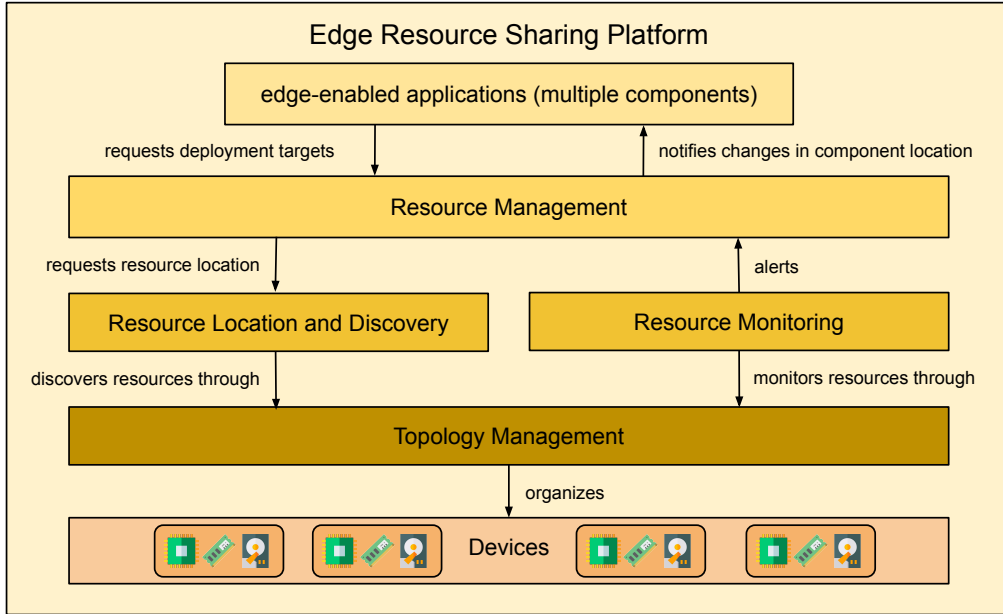 Edge Resource Sharing Platform
edge-enabled applications (multiple components)
requests deployment targets
notifies changes in component location
Resource Management
requests resource location
alerts
Resource Location and Discovery
Resource Monitoring
discovers resources through
monitors resources through
Topology Management
organizes
Devices